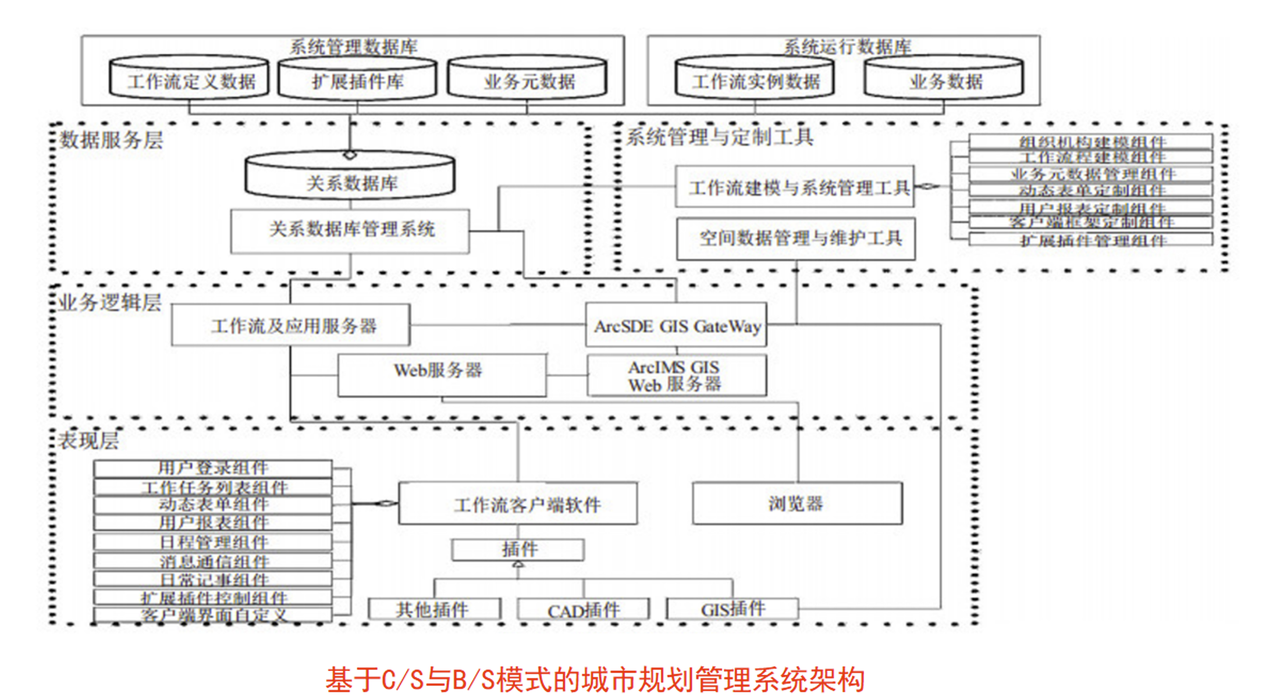 系统管理数据库
工作流定义数据
扩展插件库
业务元数据
系统运行数据库
工作流实例数据
业务数据
数据服务层
关系数据库
关系数据库管理系统
系统管理与定制工具
工作流建模与系统管理工具
空间数据管理与维护工具
组织机构建模组件
工作流程建模组件
业务元数据管理组件
动态表单定制组件
用户报表定制组件
客户端框架定制组件
扩展插件管理组件
业务逻辑层
工作流及应用服务器
ArcSDE GIS GateWay
Web服务器
ArcIMS GIS
Web 服务器
表现层
用户登录组件
工作任务列表组件
动态表单组件
用户报表组件
日程管理组件
消息通信组件
日常记事组件
扩展插件控制组件
客户端界面自定义
工作流客户端软件
浏览器
插件
其他插件
CAD插件
GIS插件
基于C/S与B/S模式的城市规划管理系统架构